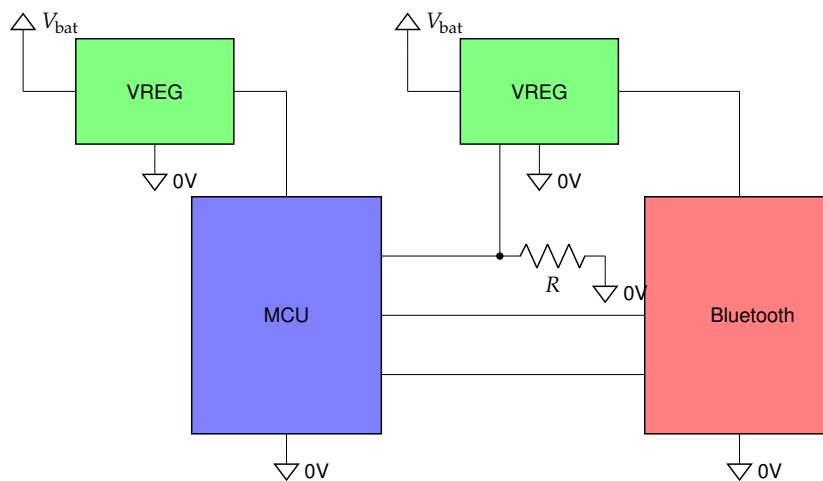 V_bat
V_bat
VREG
VREG
0V
0V
R
0V
MCU
Bluetooth
0V
0V